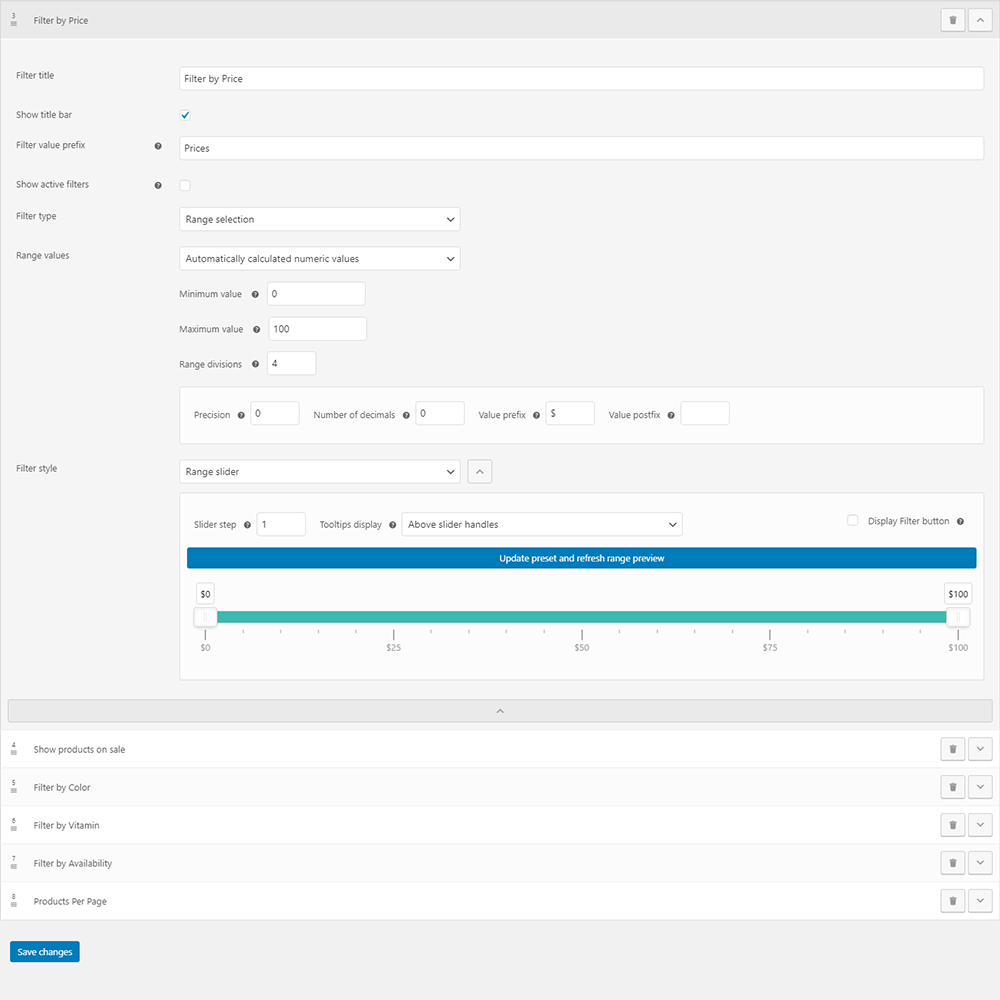 3
Filter by Price
Filter title
Filter by Price
Show title bar
Filter value prefix
Prices
Show active filters
Filter type
Range selection
Range values
Automatically calculated numeric values
Minimum value
0
Maximum value
100
Range divisions
4
Precision 0 Number of decimals 0 Value prefix $ Value postfix
Filter style
Range slider
Slider step 1 Tooltips display Above slider handles Display Filter button
Update preset and refresh range preview
$0 $100
$0 $25 $50 $75 $100
4
Show products on sale
5
Filter by Color
6
Filter by Vitamin
7
Filter by Availability
8
Products Per Page
Save changes